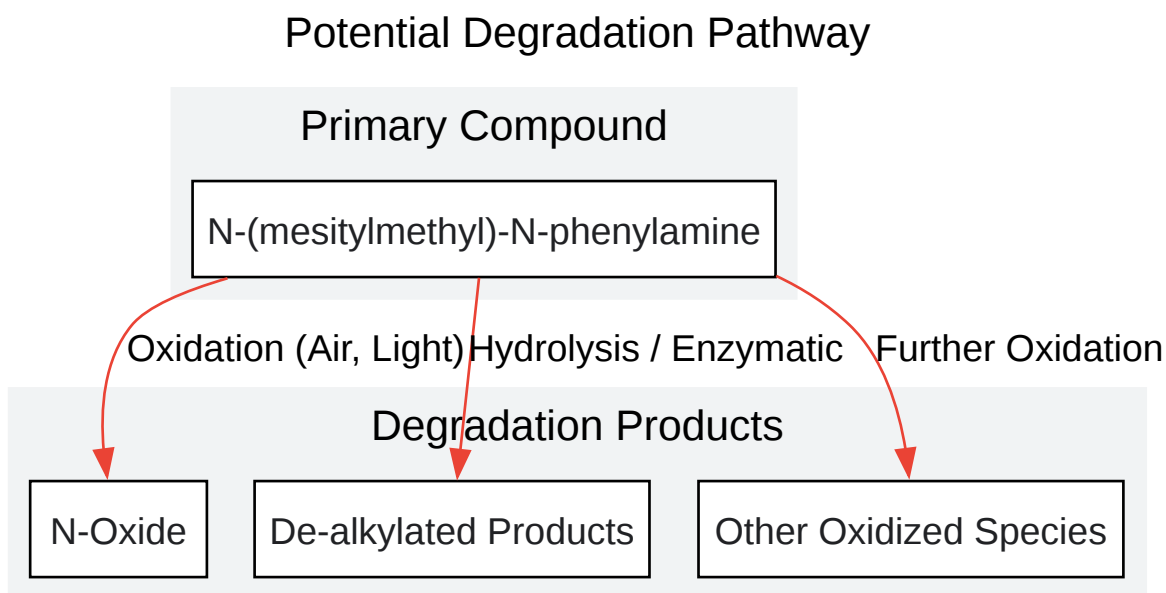 Potential Degradation Pathway
Primary Compound
N-(mesitylmethyl)-N-phenylamine
Oxidation (Air, Light)
Hydrolysis / Enzymatic
Further Oxidation
Degradation Products
N-Oxide
De-alkylated Products
Other Oxidized Species